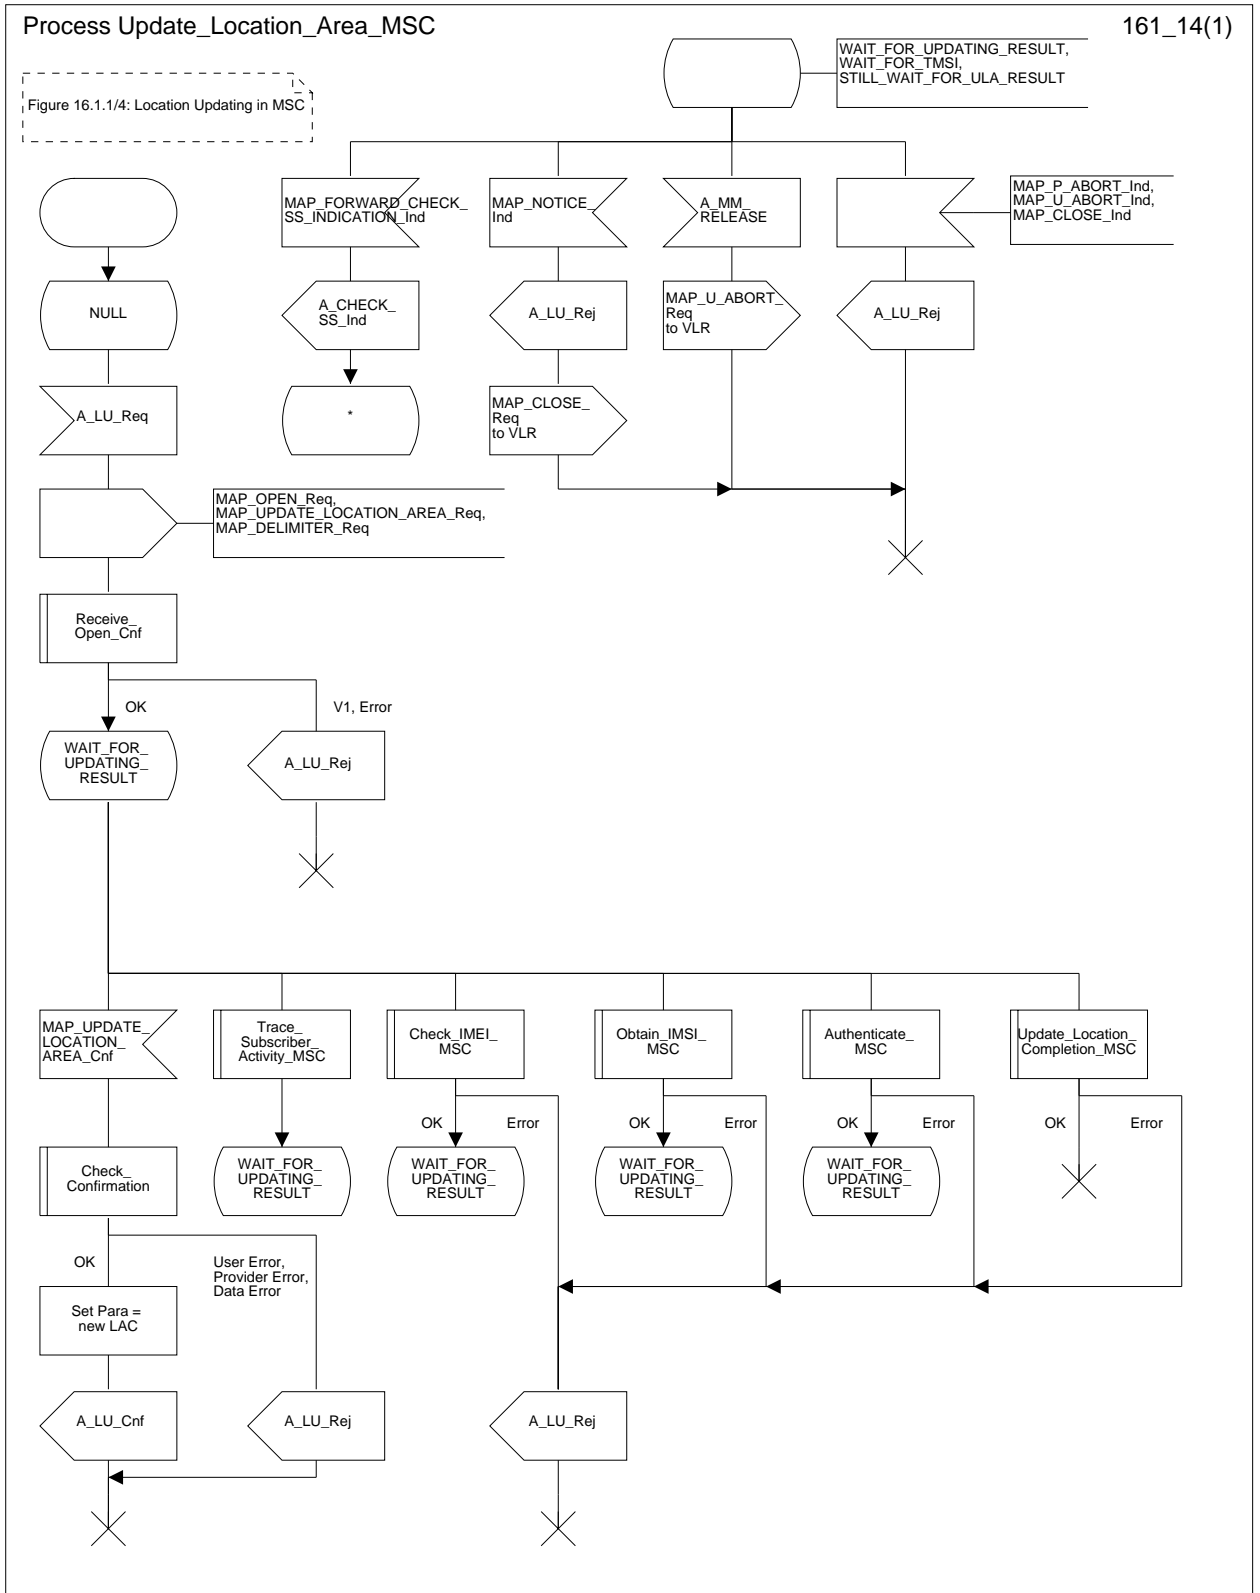 Process Update_Location_Area_MSC
161_14(1)
Figure 16.1.1/4: Location Updating in MSC
WAIT_FOR_UPDATING_RESULT,
WAIT_FOR_TMSI,
STILL_WAIT_FOR_ULA_RESULT
MAP_FORWARD_CHECK_
SS_INDICATION_Ind
MAP_NOTICE_
Ind
A_MM_
RELEASE
MAP_P_ABORT_Ind,
MAP_U_ABORT_Ind,
MAP_CLOSE_Ind
NULL
A_CHECK_
SS_Ind
A_LU_Rej
MAP_U_ABORT_
Req
to VLR
A_LU_Rej
A_LU_Req
*
MAP_CLOSE_
Req
to VLR
MAP_OPEN_Req,
MAP_UPDATE_LOCATION_AREA_Req,
MAP_DELIMITER_Req
Receive_
Open_Cnf
OK
V1, Error
WAIT_FOR_
UPDATING_
RESULT
A_LU_Rej
MAP_UPDATE_
LOCATION_
AREA_Cnf
Trace_
Subscriber_
Activity_MSC
Check_IMEI_
MSC
Obtain_IMSI_
MSC
Authenticate_
MSC
Update_Location_
Completion_MSC
OK
Error
OK
Error
OK
Error
OK
Error
Check_
Confirmation
WAIT_FOR_
UPDATING_
RESULT
WAIT_FOR_
UPDATING_
RESULT
WAIT_FOR_
UPDATING_
RESULT
WAIT_FOR_
UPDATING_
RESULT
OK
User Error,
Provider Error,
Data Error
Set Para =
new LAC
A_LU_Cnf
A_LU_Rej
A_LU_Rej